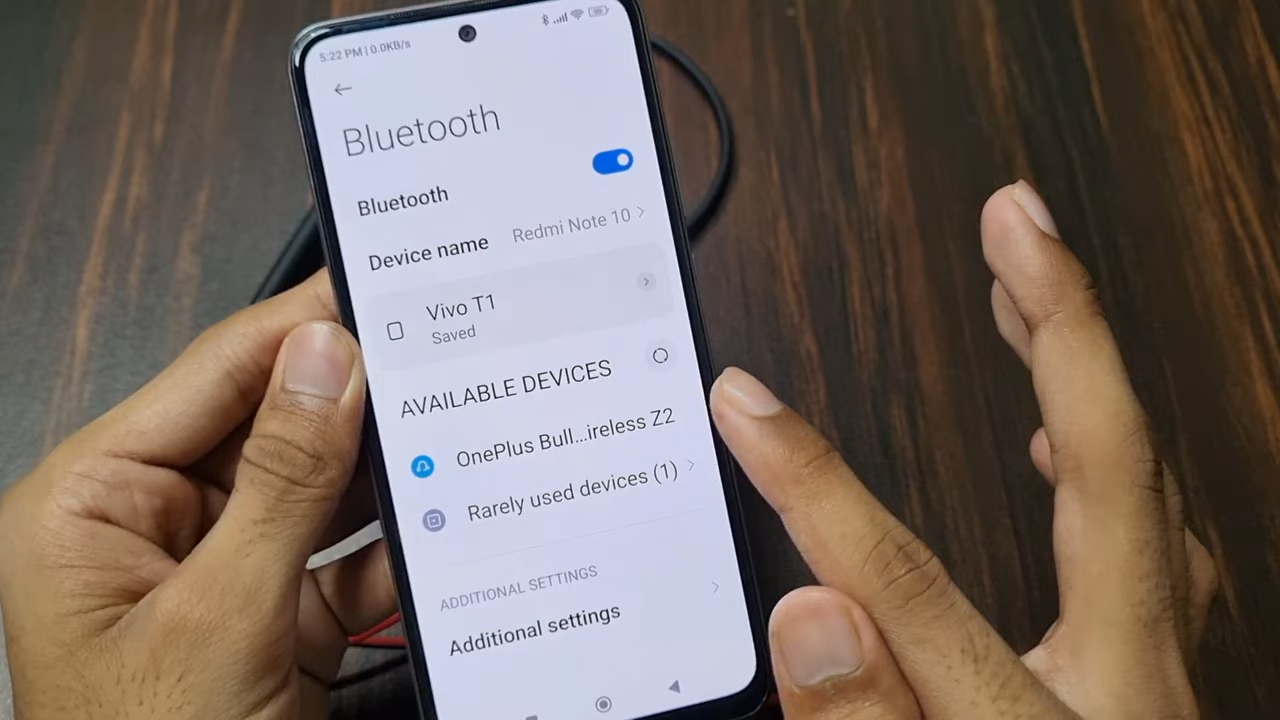 5:22 PM | 0.0KB/s
Bluetooth
Bluetooth
Device name Redmi Note 10
Vivo T1
Saved
AVAILABLE DEVICES
OnePlus Bull...ireless Z2
Rarely used devices (1)
ADDITIONAL SETTINGS
Additional settings